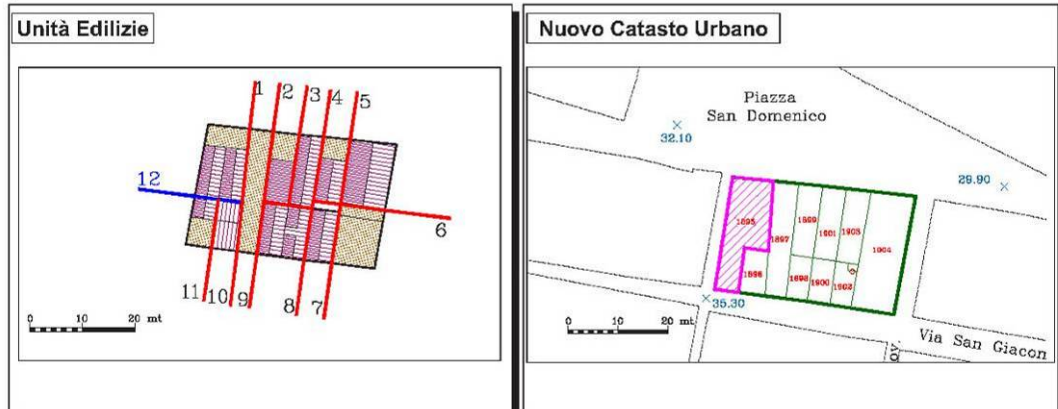 Unità Edilizie
1 2 3 4 5
12
6
11 10 9 8 7
0 10 20 mt
Nuovo Catasto Urbano
Piazza
San Domenico
32.10
29.90
1895 1899 1901 1903
1897 1904
1896 1898 1900 1902
35.30
0 10 20 mt
Via San Giacon
ov.